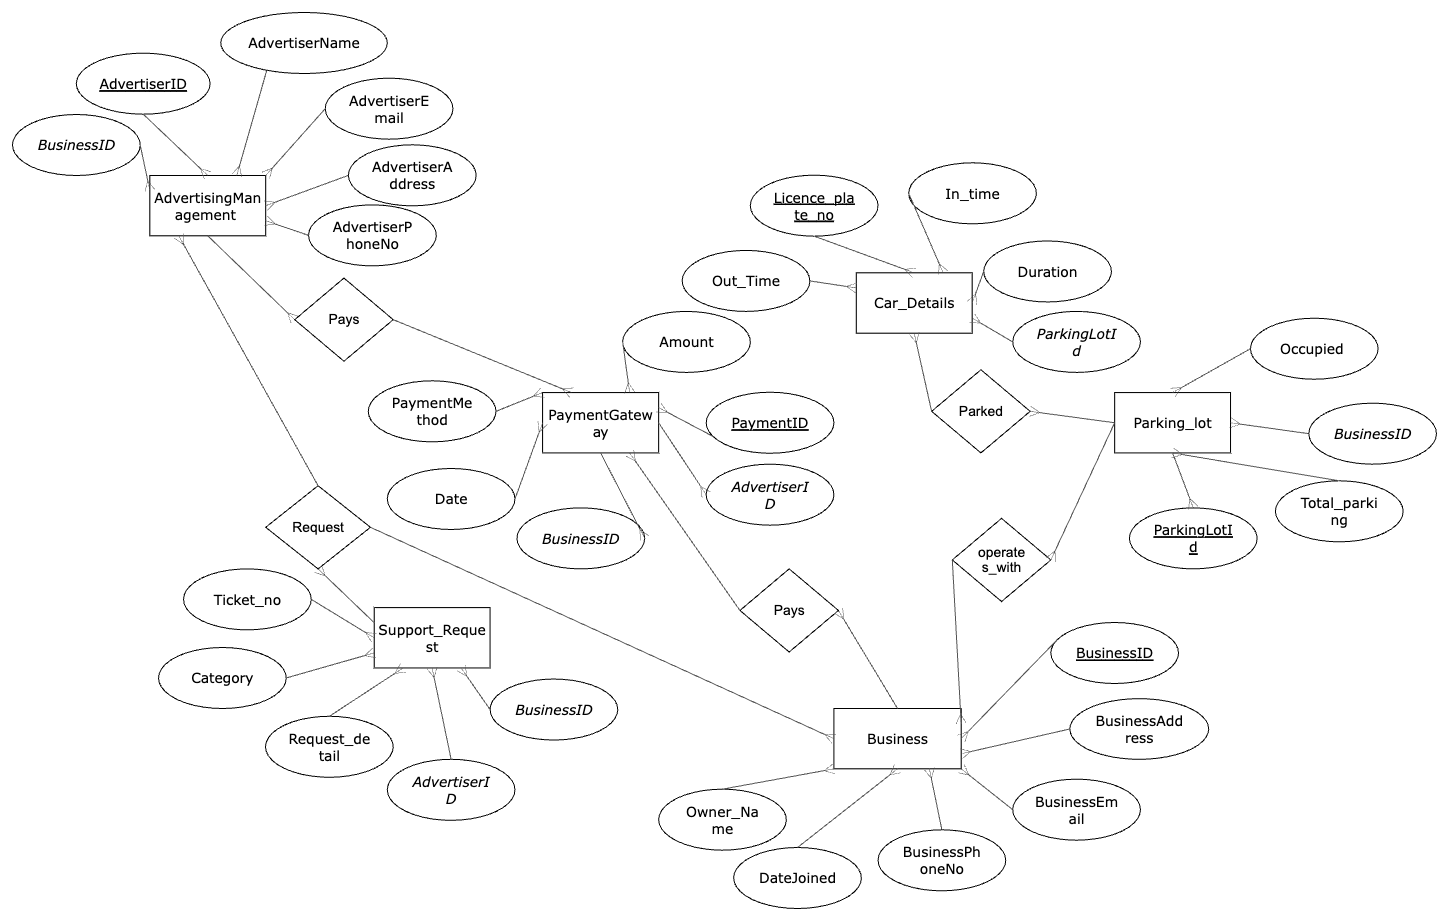 AdvertiserName
AdvertiserID
AdvertiserE
mail
BusinessID
AdvertiserA
ddress
AdvertisingMan
agement
AdvertiserP
honeNo
Licence_pla
te_no
In_time
Out_Time
Duration
Car_Details
Pays
Amount
ParkingLotI
d
Occupied
PaymentMe
thod
PaymentGatew
ay
PaymentID
Parked
Parking_lot
BusinessID
Date
AdvertiserI
D
Total_parki
ng
Request
BusinessID
ParkingLotI
d
operate
s_with
Ticket_no
Pays
Support_Reque
st
BusinessID
Category
BusinessID
Request_de
tail
Business
BusinessAdd
ress
AdvertiserI
D
Owner_Na
me
BusinessEm
ail
DateJoined
BusinessPh
oneNo